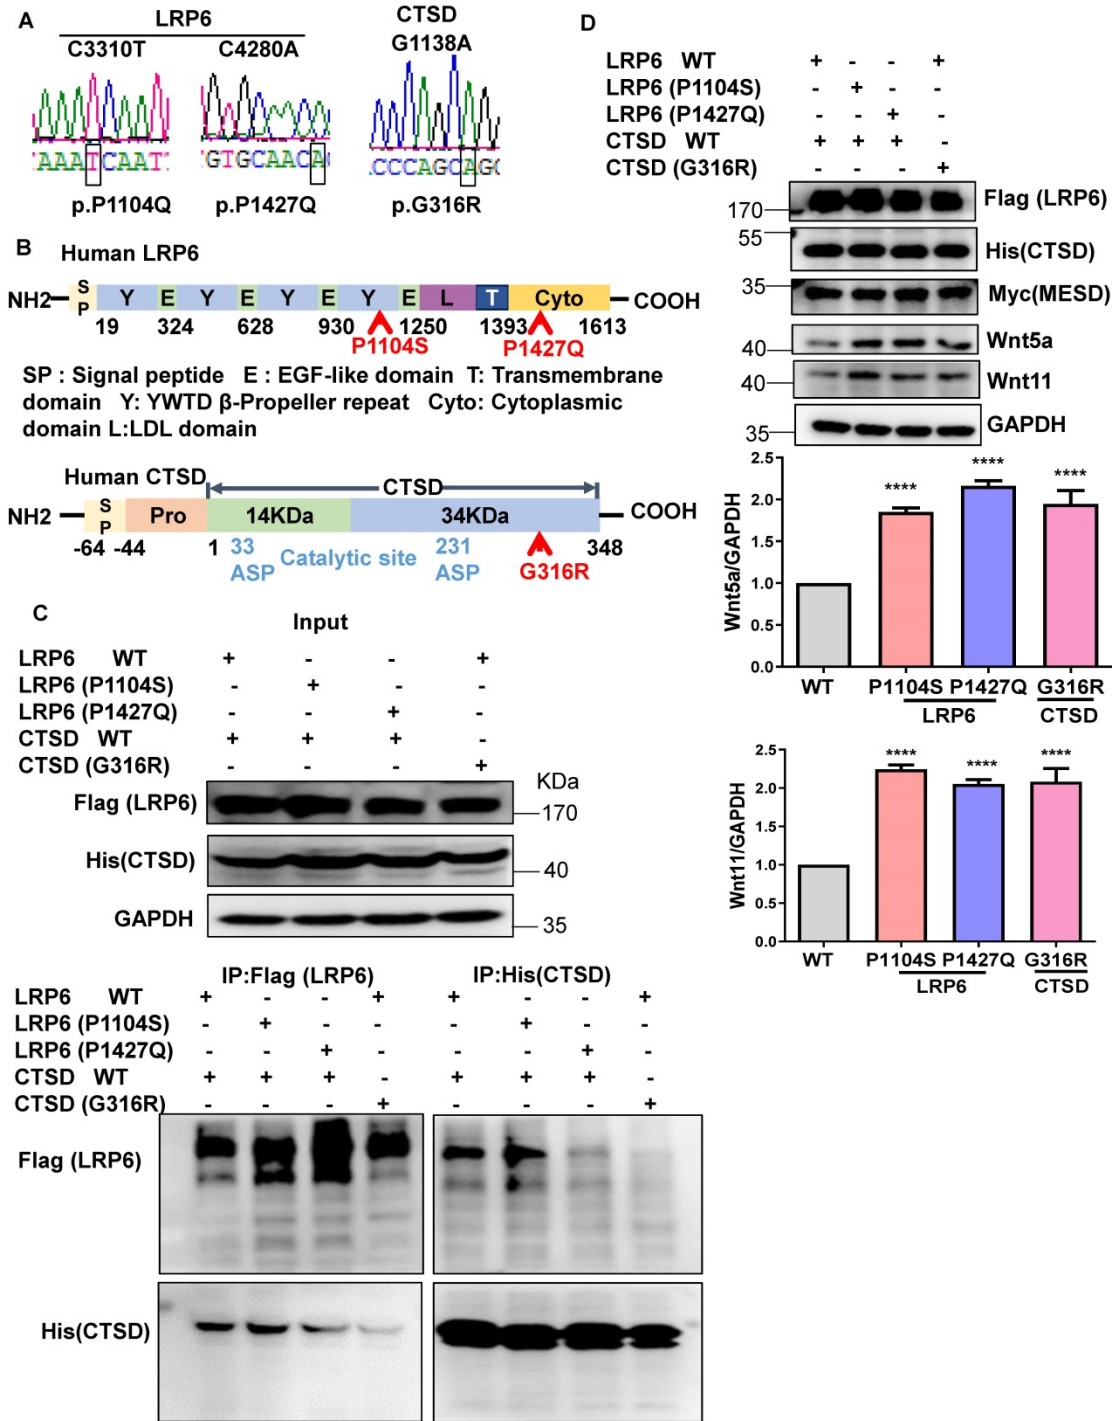 A
LRP6
C3310T C4280A
CTSD
G1138A
AAATCAAT
GTGCAACA
CCCAGCAG
p.P1104Q p.P1427Q p.G316R
B
Human LRP6
NH2 SP Y E Y E Y E Y E L T Cyto COOH
19 324 628 930 1250 1393 1613
P1104S P1427Q
SP : Signal peptide E : EGF-like domain T: Transmembrane
domain Y: YWTD β-Propeller repeat Cyto: Cytoplasmic
domain L:LDL domain
Human CTSD
CTSD
NH2 SP Pro 14KDa 34KDa COOH
-64 -44 1 33 Catalytic site 231 348
ASP ASP G316R
C
Input
LRP6 WT + - - +
LRP6 (P1104S) - + - -
LRP6 (P1427Q) - - + -
CTSD WT + + + -
CTSD (G316R) - - - +
KDa
Flag (LRP6) 170
His(CTSD) 40
GAPDH 35
IP:Flag (LRP6) IP:His(CTSD)
LRP6 WT + - - + + - - +
LRP6 (P1104S) - + - - - + - -
LRP6 (P1427Q) - - + - - - + -
CTSD WT + + + - + + + -
CTSD (G316R) - - - + - - - +
Flag (LRP6)
His(CTSD)
D
LRP6 WT + - - +
LRP6 (P1104S) - + - -
LRP6 (P1427Q) - - + -
CTSD WT + + + -
CTSD (G316R) - - - +
170 Flag (LRP6)
55 His(CTSD)
35 Myc(MESD)
40 Wnt5a
40 Wnt11
35 GAPDH
Wnt5a/GAPDH
2.5
2.0
1.5
1.0
0.5
0.0
**** **** ****
WT P1104S P1427Q G316R
LRP6 CTSD
Wnt11/GAPDH
2.5
2.0
1.5
1.0
0.5
0.0
**** **** ****
WT P1104S P1427Q G316R
LRP6 CTSD